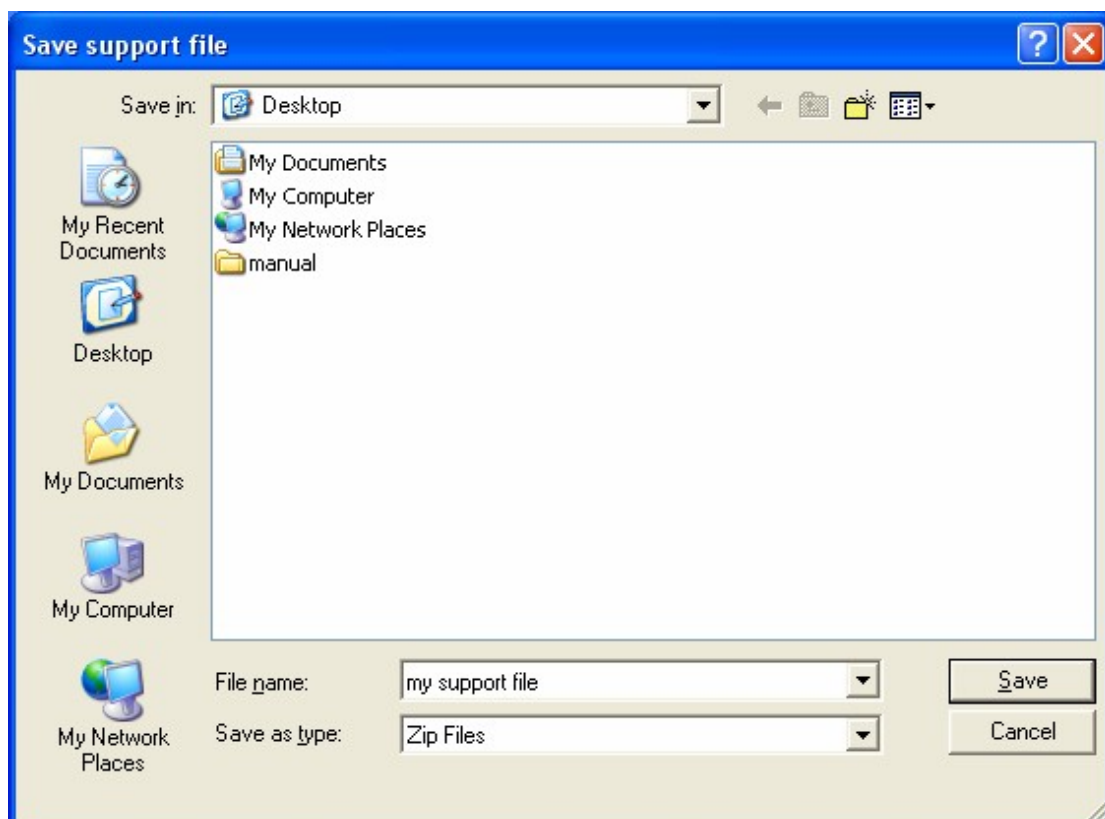 Save support file
Save in:
Desktop
My Recent
Documents
Desktop
My Documents
My Computer
My Network
Places
My Documents
My Computer
My Network Places
manual
File name:
my support file
Save
Save as type:
Zip Files
Cancel